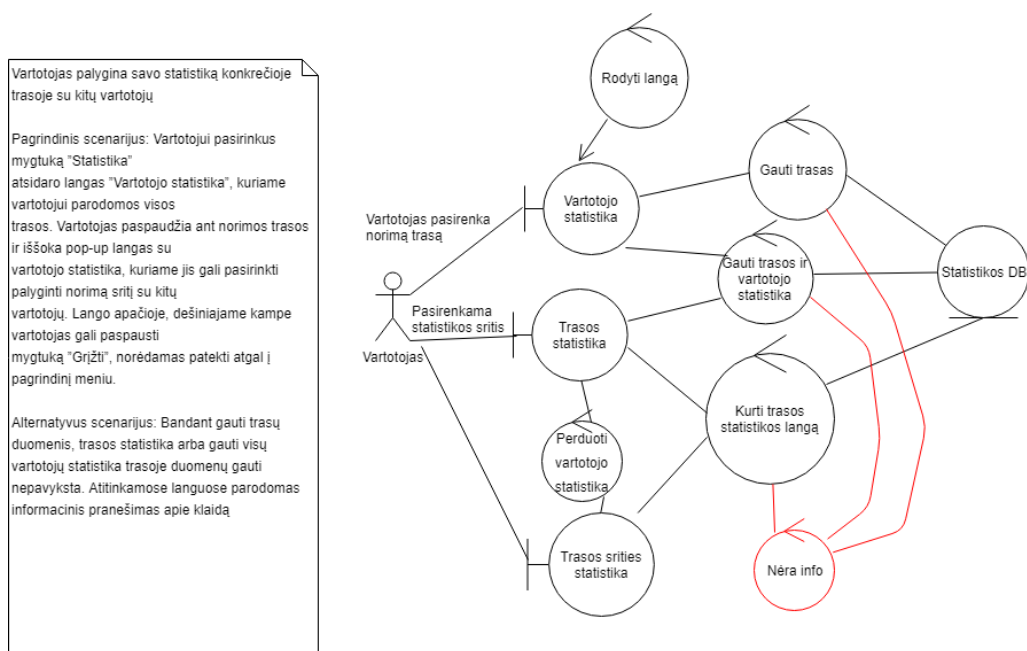 Vartotojas palygina savo statistiką konkrečioje
trasoje su kitų vartotojų
Pagrindinis scenarijus: Vartotojui pasirinkus
mygtuką "Statistika"
atsidaro langas "Vartotojo statistika", kuriame
vartotojui parodomos visos
trasos. Vartotojas paspaudžia ant norimos trasos
ir iššoka pop-up langas su
vartotojo statistika, kuriame jis gali pasirinkti
palyginti norimą sritį su kitų
vartotojų. Lango apačioje, dešiniajame kampe
vartotojas gali paspausti
mygtuką "Grįžti", norėdamas patekti atgal į
pagrindinį meniu.
Alternatyvus scenarijus: Bandant gauti trasų
duomenis, trasos statistika arba gauti visų
vartotojų statistika trasoje duomenų gauti
nepavyksta. Atitinkamose languose parodomas
informacinis pranešimas apie klaidą
Rodyti langą
Gauti trasas
Vartotojo
statistika
Vartotojas pasirenka
norimą trasą
Gauti trasos ir
vartotojo
statistika
Statistikos DB
Pasirenkama
statistikos sritis
Trasos
statistika
Vartotojas
Kurti trasos
statistikos langą
Perduoti
vartotojo
statistiką
Trasos srities
statistika
Nėra info